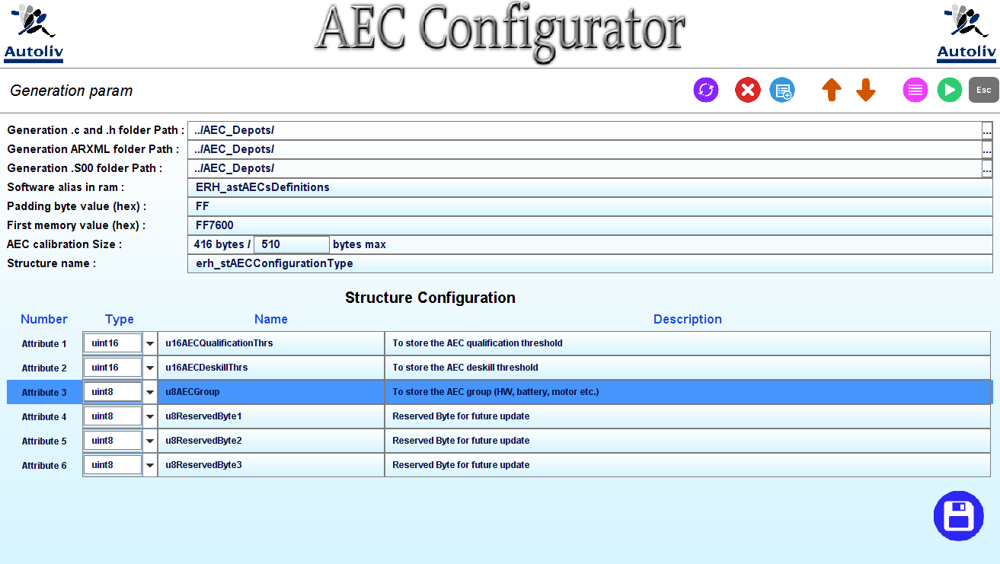 AEC Configurator
Autoliv Autoliv
Generation param Esc
Generation .c and .h folder Path : ../AEC_Depots/ ...
Generation ARXML folder Path : ../AEC_Depots/ ...
Generation .S00 folder Path : ../AEC_Depots/ ...
Software alias in ram : ERH_astAECsDefinitions
Padding byte value (hex) : FF
First memory value (hex) : FF7600
AEC calibration Size : 416 bytes / 510 bytes max
Structure name : erh_stAECConfigurationType
Structure Configuration
Number Type Name Description
Attribute 1 uint16 u16AECQualificationThrs To store the AEC qualification threshold
Attribute 2 uint16 u16AECDeskillThrs To store the AEC deskill threshold
Attribute 3 uint8 u8AECGroup To store the AEC group (HW, battery, motor etc.)
Attribute 4 uint8 u8ReservedByte1 Reserved Byte for future update
Attribute 5 uint8 u8ReservedByte2 Reserved Byte for future update
Attribute 6 uint8 u8ReservedByte3 Reserved Byte for future update